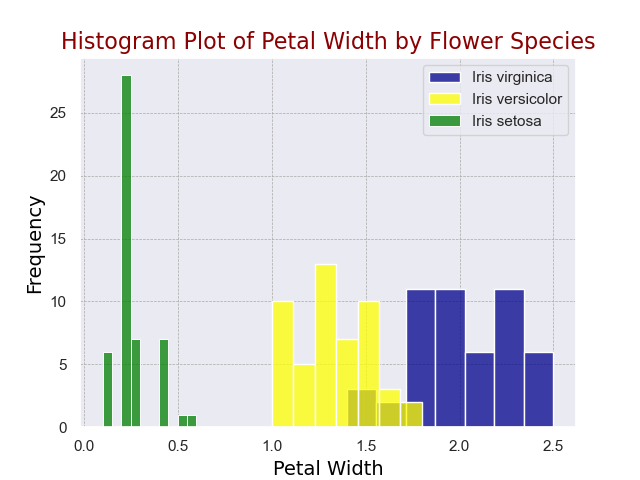 Histogram Plot of Petal Width by Flower Species
Iris virginica
Iris versicolor
Iris setosa
Frequency
25
20
15
10
5
0
0.0 0.5 1.0 1.5 2.0 2.5
Petal Width